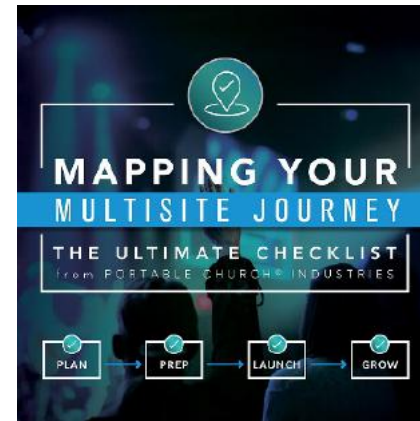 MAPPING YOUR
MULTISITE JOURNEY
THE ULTIMATE CHECKLIST
from PORTABLE CHURCH® INDUSTRIES
PLAN PREP LAUNCH GROW